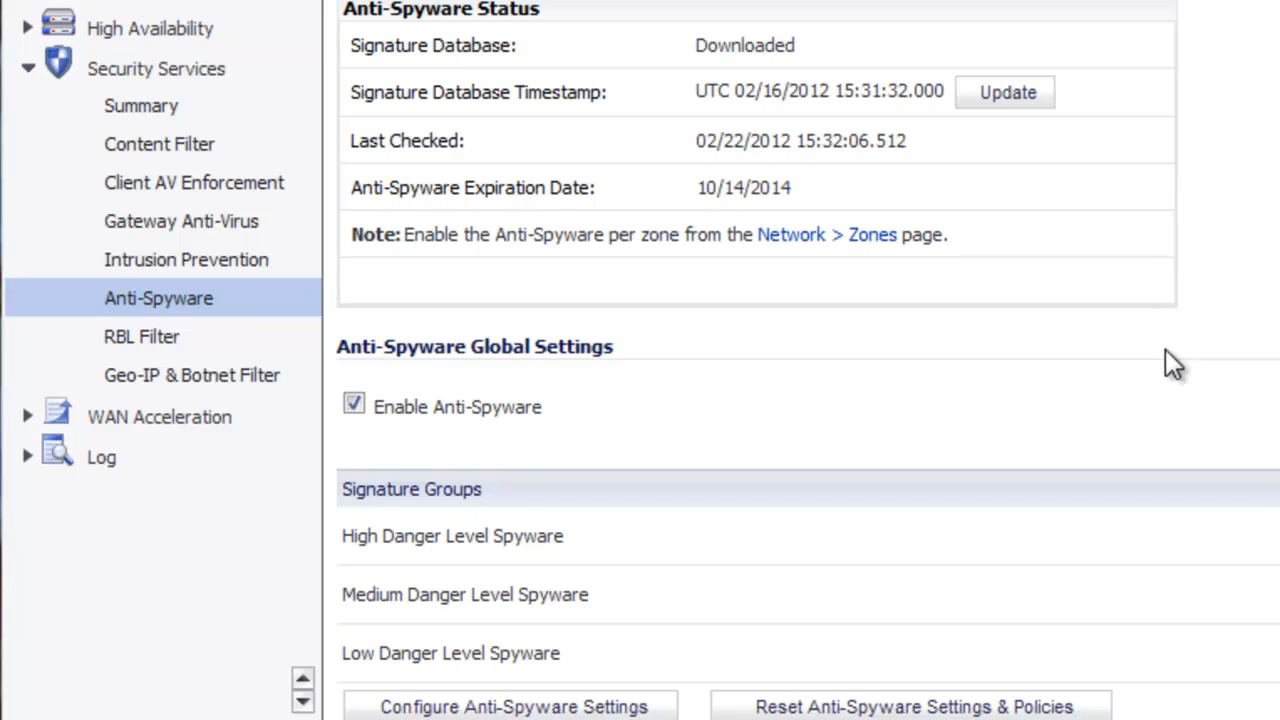 High Availability
Security Services
Summary
Content Filter
Client AV Enforcement
Gateway Anti-Virus
Intrusion Prevention
Anti-Spyware
RBL Filter
Geo-IP & Botnet Filter
WAN Acceleration
Log
Anti-Spyware Status
Signature Database: Downloaded
Signature Database Timestamp: UTC 02/16/2012 15:31:32.000 Update
Last Checked: 02/22/2012 15:32:06.512
Anti-Spyware Expiration Date: 10/14/2014
Note: Enable the Anti-Spyware per zone from the Network > Zones page.
Anti-Spyware Global Settings
Enable Anti-Spyware
Signature Groups
High Danger Level Spyware
Medium Danger Level Spyware
Low Danger Level Spyware
Configure Anti-Spyware Settings Reset Anti-Spyware Settings & Policies